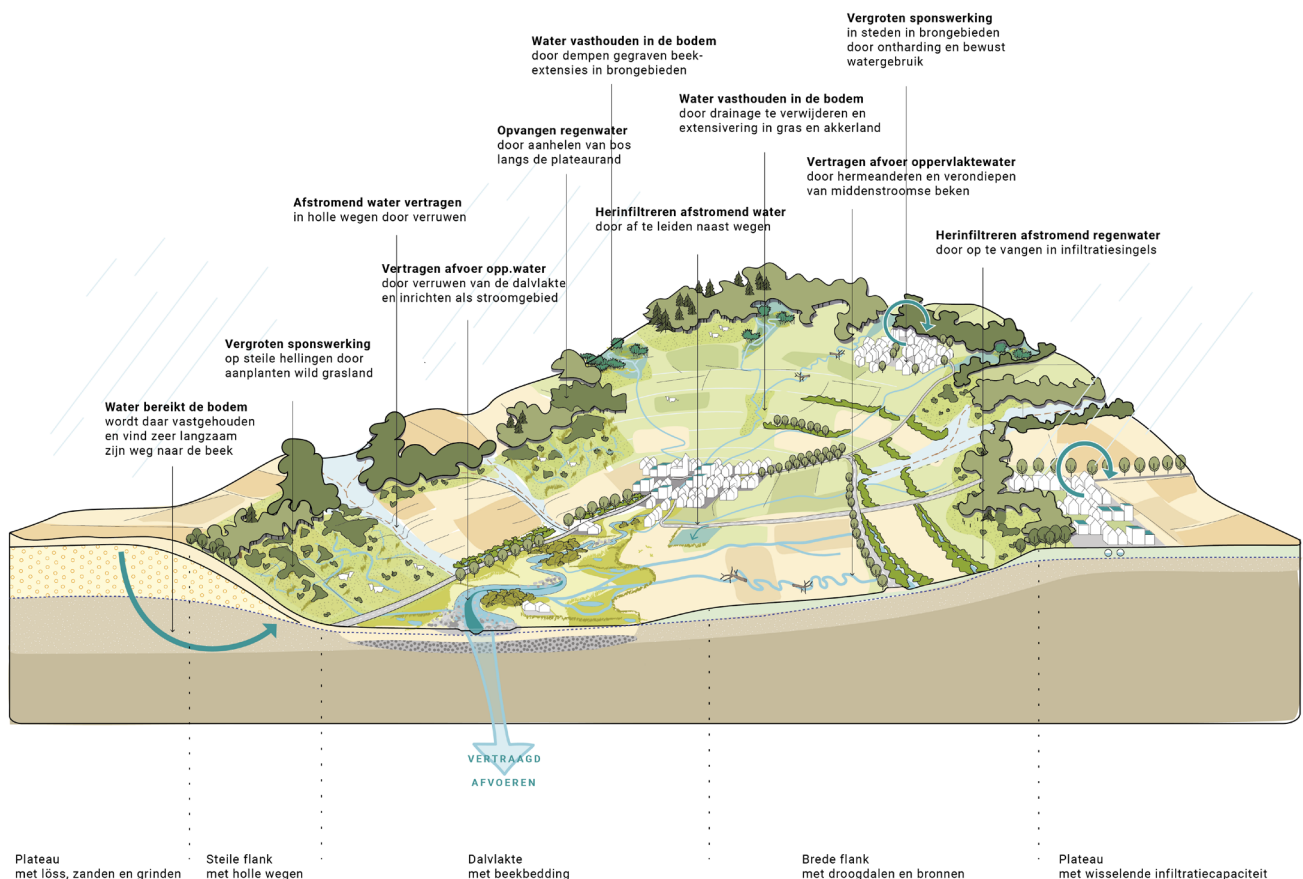 Vergroten sponswerking
in steden in brongebieden
door ontharding en bewust
watergebruik
Water vasthouden in de bodem
door dempen gegraven beek-
extensies in brongebieden
Water vasthouden in de bodem
door drainage te verwijderen en
extensivering in gras en akkerland
Opvangen regenwater
door aanhelen van bos
langs de plateaurand
Vertragen afvoer oppervlaktewater
door hermeanderen en verondiepen
van middenstroomse beken
Afstromend water vertragen
in holle wegen door verruwen
Herinfiltreren afstromend water
door af te leiden naast wegen
Herinfiltreren afstromend regenwater
door op te vangen in infiltratiesingels
Vertragen afvoer opp.water
door verruwen van de dalvlakte
en inrichten als stroomgebied
Vergroten sponswerking
op steile hellingen door
aanplanten wild grasland
Water bereikt de bodem
wordt daar vastgehouden
en vind zeer langzaam
zijn weg naar de beek
VERTRAAGD
AFVOEREN
Plateau
met löss, zanden en grinden
Steile flank
met holle wegen
Dalvlakte
met beekbedding
Brede flank
met droogdalen en bronnen
Plateau
met wisselende infiltratiecapaciteit